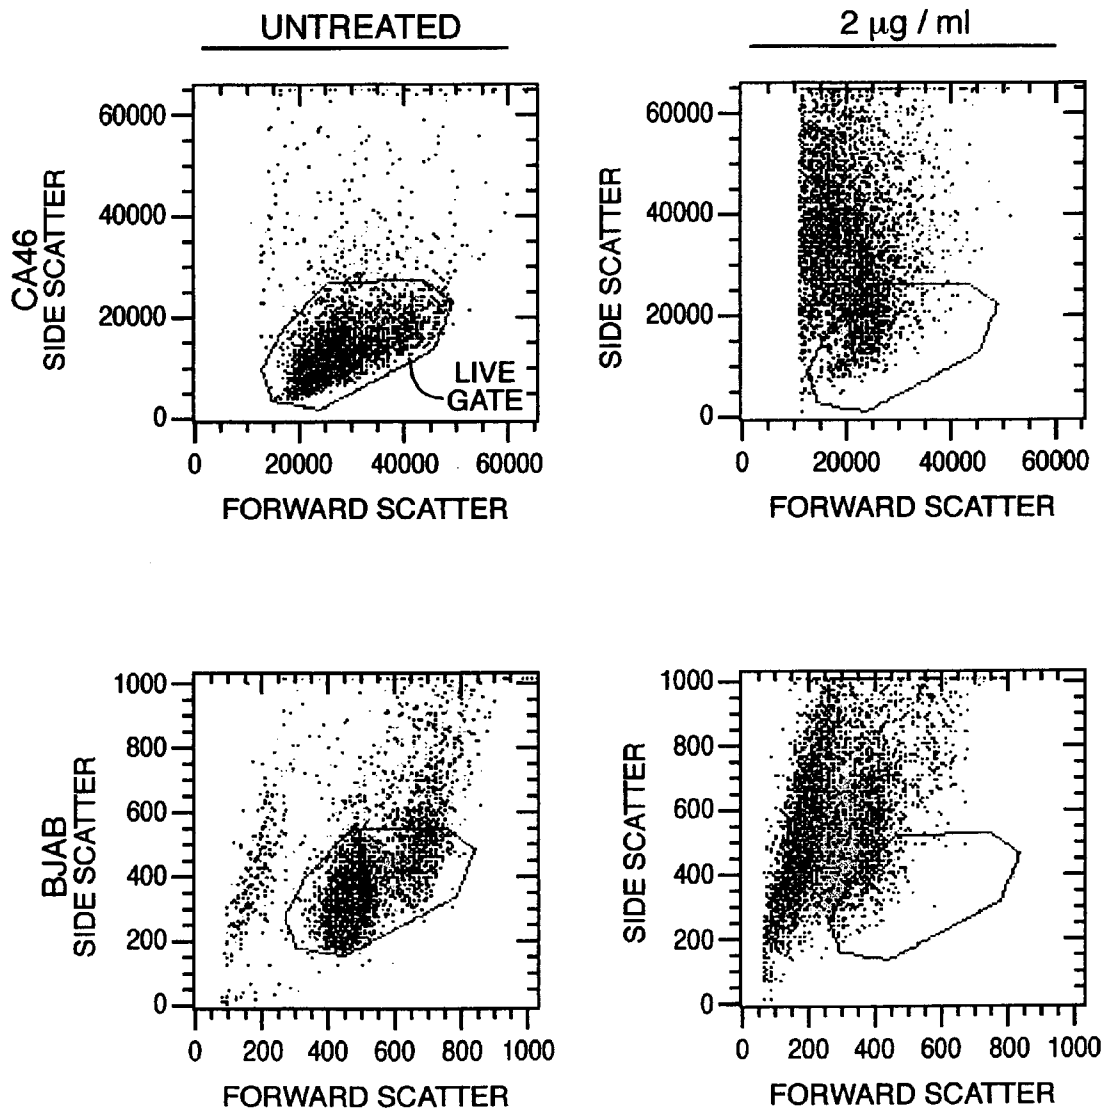 UNTREATED
2 µg / ml
CA46
SIDE SCATTER
60000
40000
20000
0
LIVE
GATE
0 20000 40000 60000
FORWARD SCATTER
SIDE SCATTER
60000
40000
20000
0
0 20000 40000 60000
FORWARD SCATTER
BJAB
SIDE SCATTER
1000
800
600
400
200
0
0 200 400 600 800 1000
FORWARD SCATTER
SIDE SCATTER
1000
800
600
400
200
0
0 200 400 600 800 1000
FORWARD SCATTER